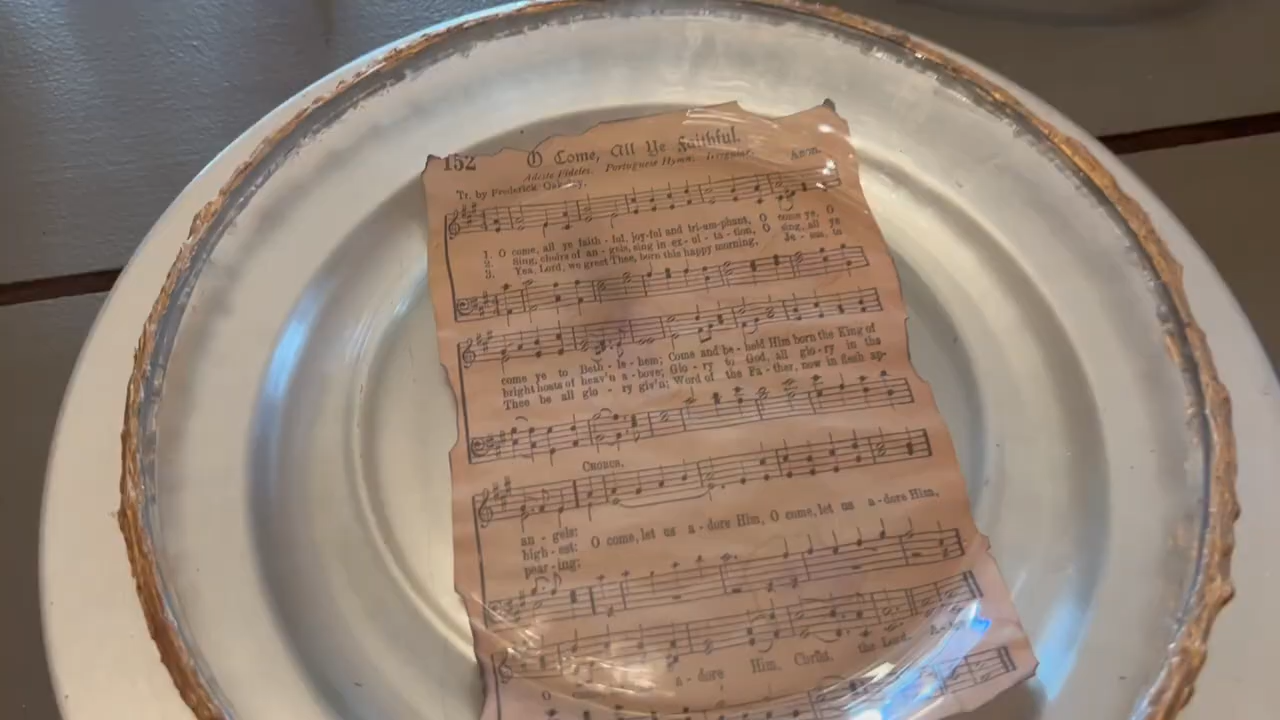 152
O Come, All Ye Faithful.
Adeste Fideles. Portuguese Hymn. Irregular.
Tr. by Frederick Oakeley.
1. O come, all ye faith - ful, joy-ful and tri-um-phant, O come ye, O
2. Sing, choirs of an - gels, sing in ex - ul - ta - tion, O sing, all ye
3. Yea, Lord, we greet Thee, born this happy morning, Je - sus, to
come ye to Beth - le - hem; Come and be - hold Him born the King of
bright hosts of heav'n a - bove; Glo - ry to God, all glo - ry in the
Thee be all glo - ry giv'n; Word of the Fa - ther, now in flesh ap-
CHORUS.
an - gels:
high - est: O come, let us a - dore Him, O come, let us a - dore Him,
pear - ing:
O
a - dore Him, Christ, the Lord.